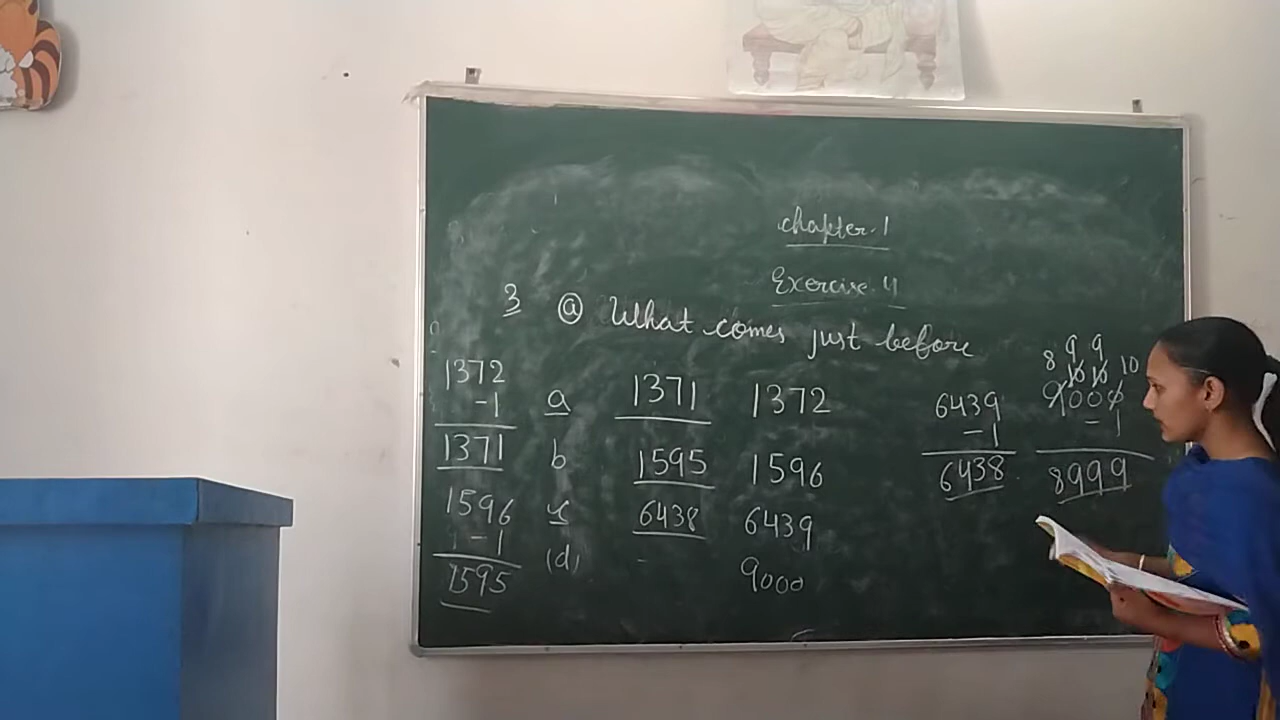 chapter.1
Exercise.4
3 ⓐ What comes just before
1372
-1
1371
a 1371 1372
b 1595 1596
6438 6439
(d) 9000
1596
-1
1595
6439
-1
6438
8 9 9
10 10 10
9000
-1
8999